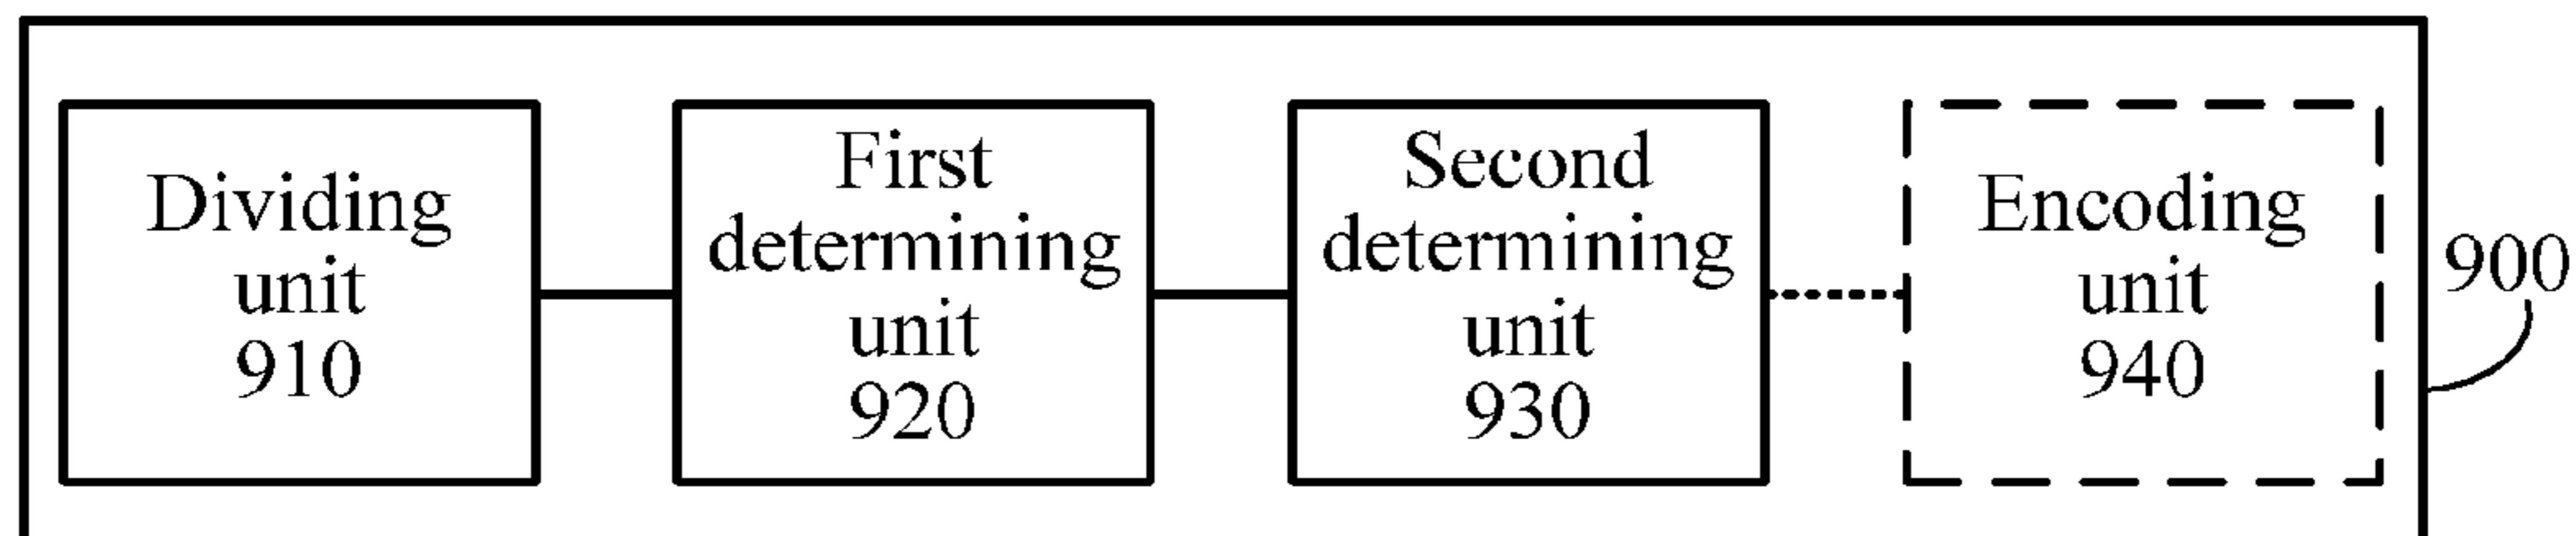 Dividing
unit
910
First
determining
unit
920
Second
determining
unit
930
Encoding
unit
940
900